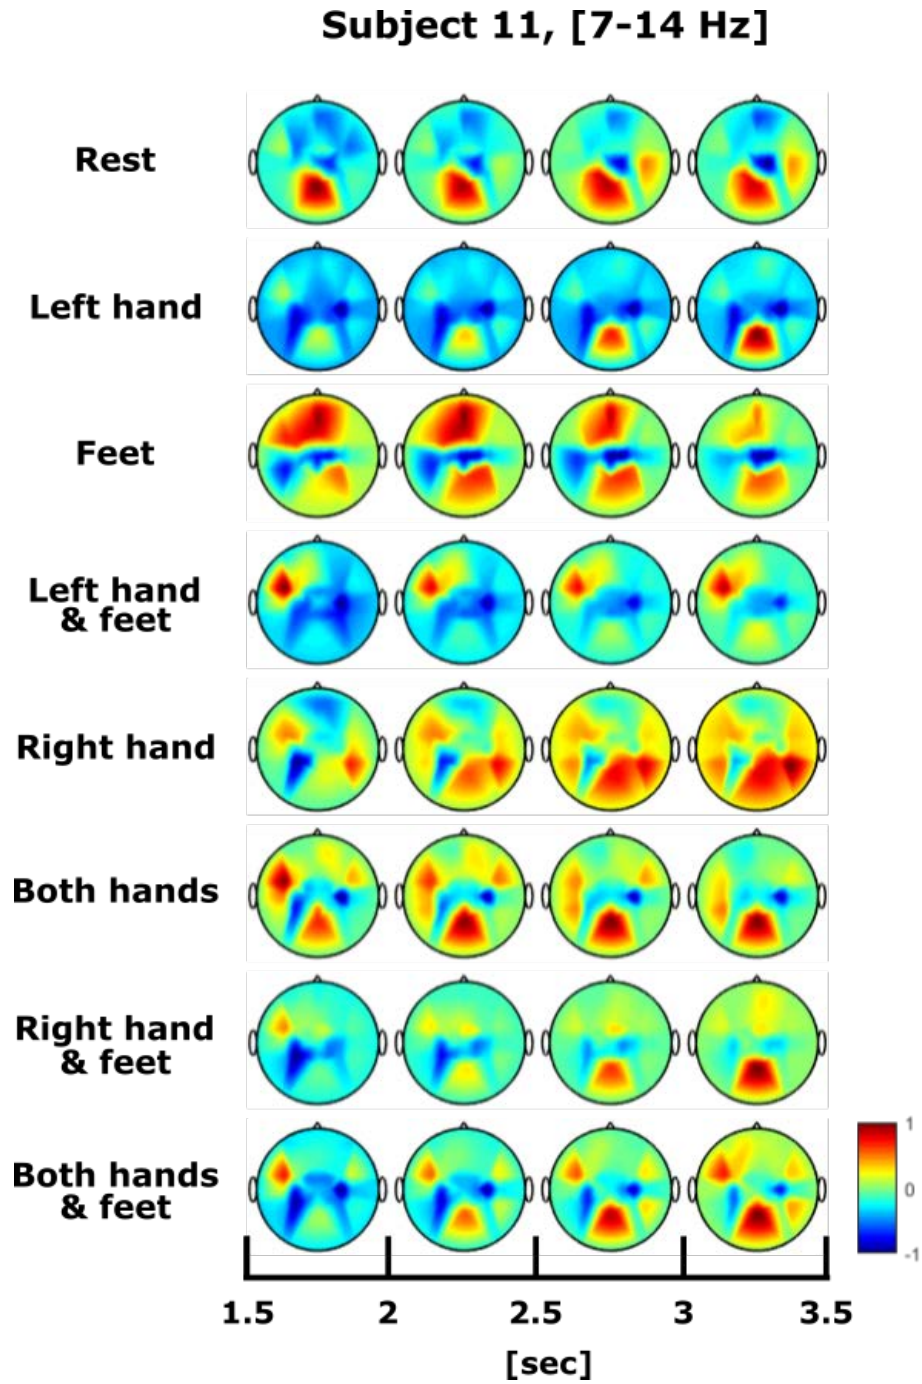 Subject 11, [7-14 Hz]
Rest
Left hand
Feet
Left hand
& feet
Right hand
Both hands
Right hand
& feet
Both hands
& feet
1
0
-1
1.5 2 2.5 3 3.5
[sec]